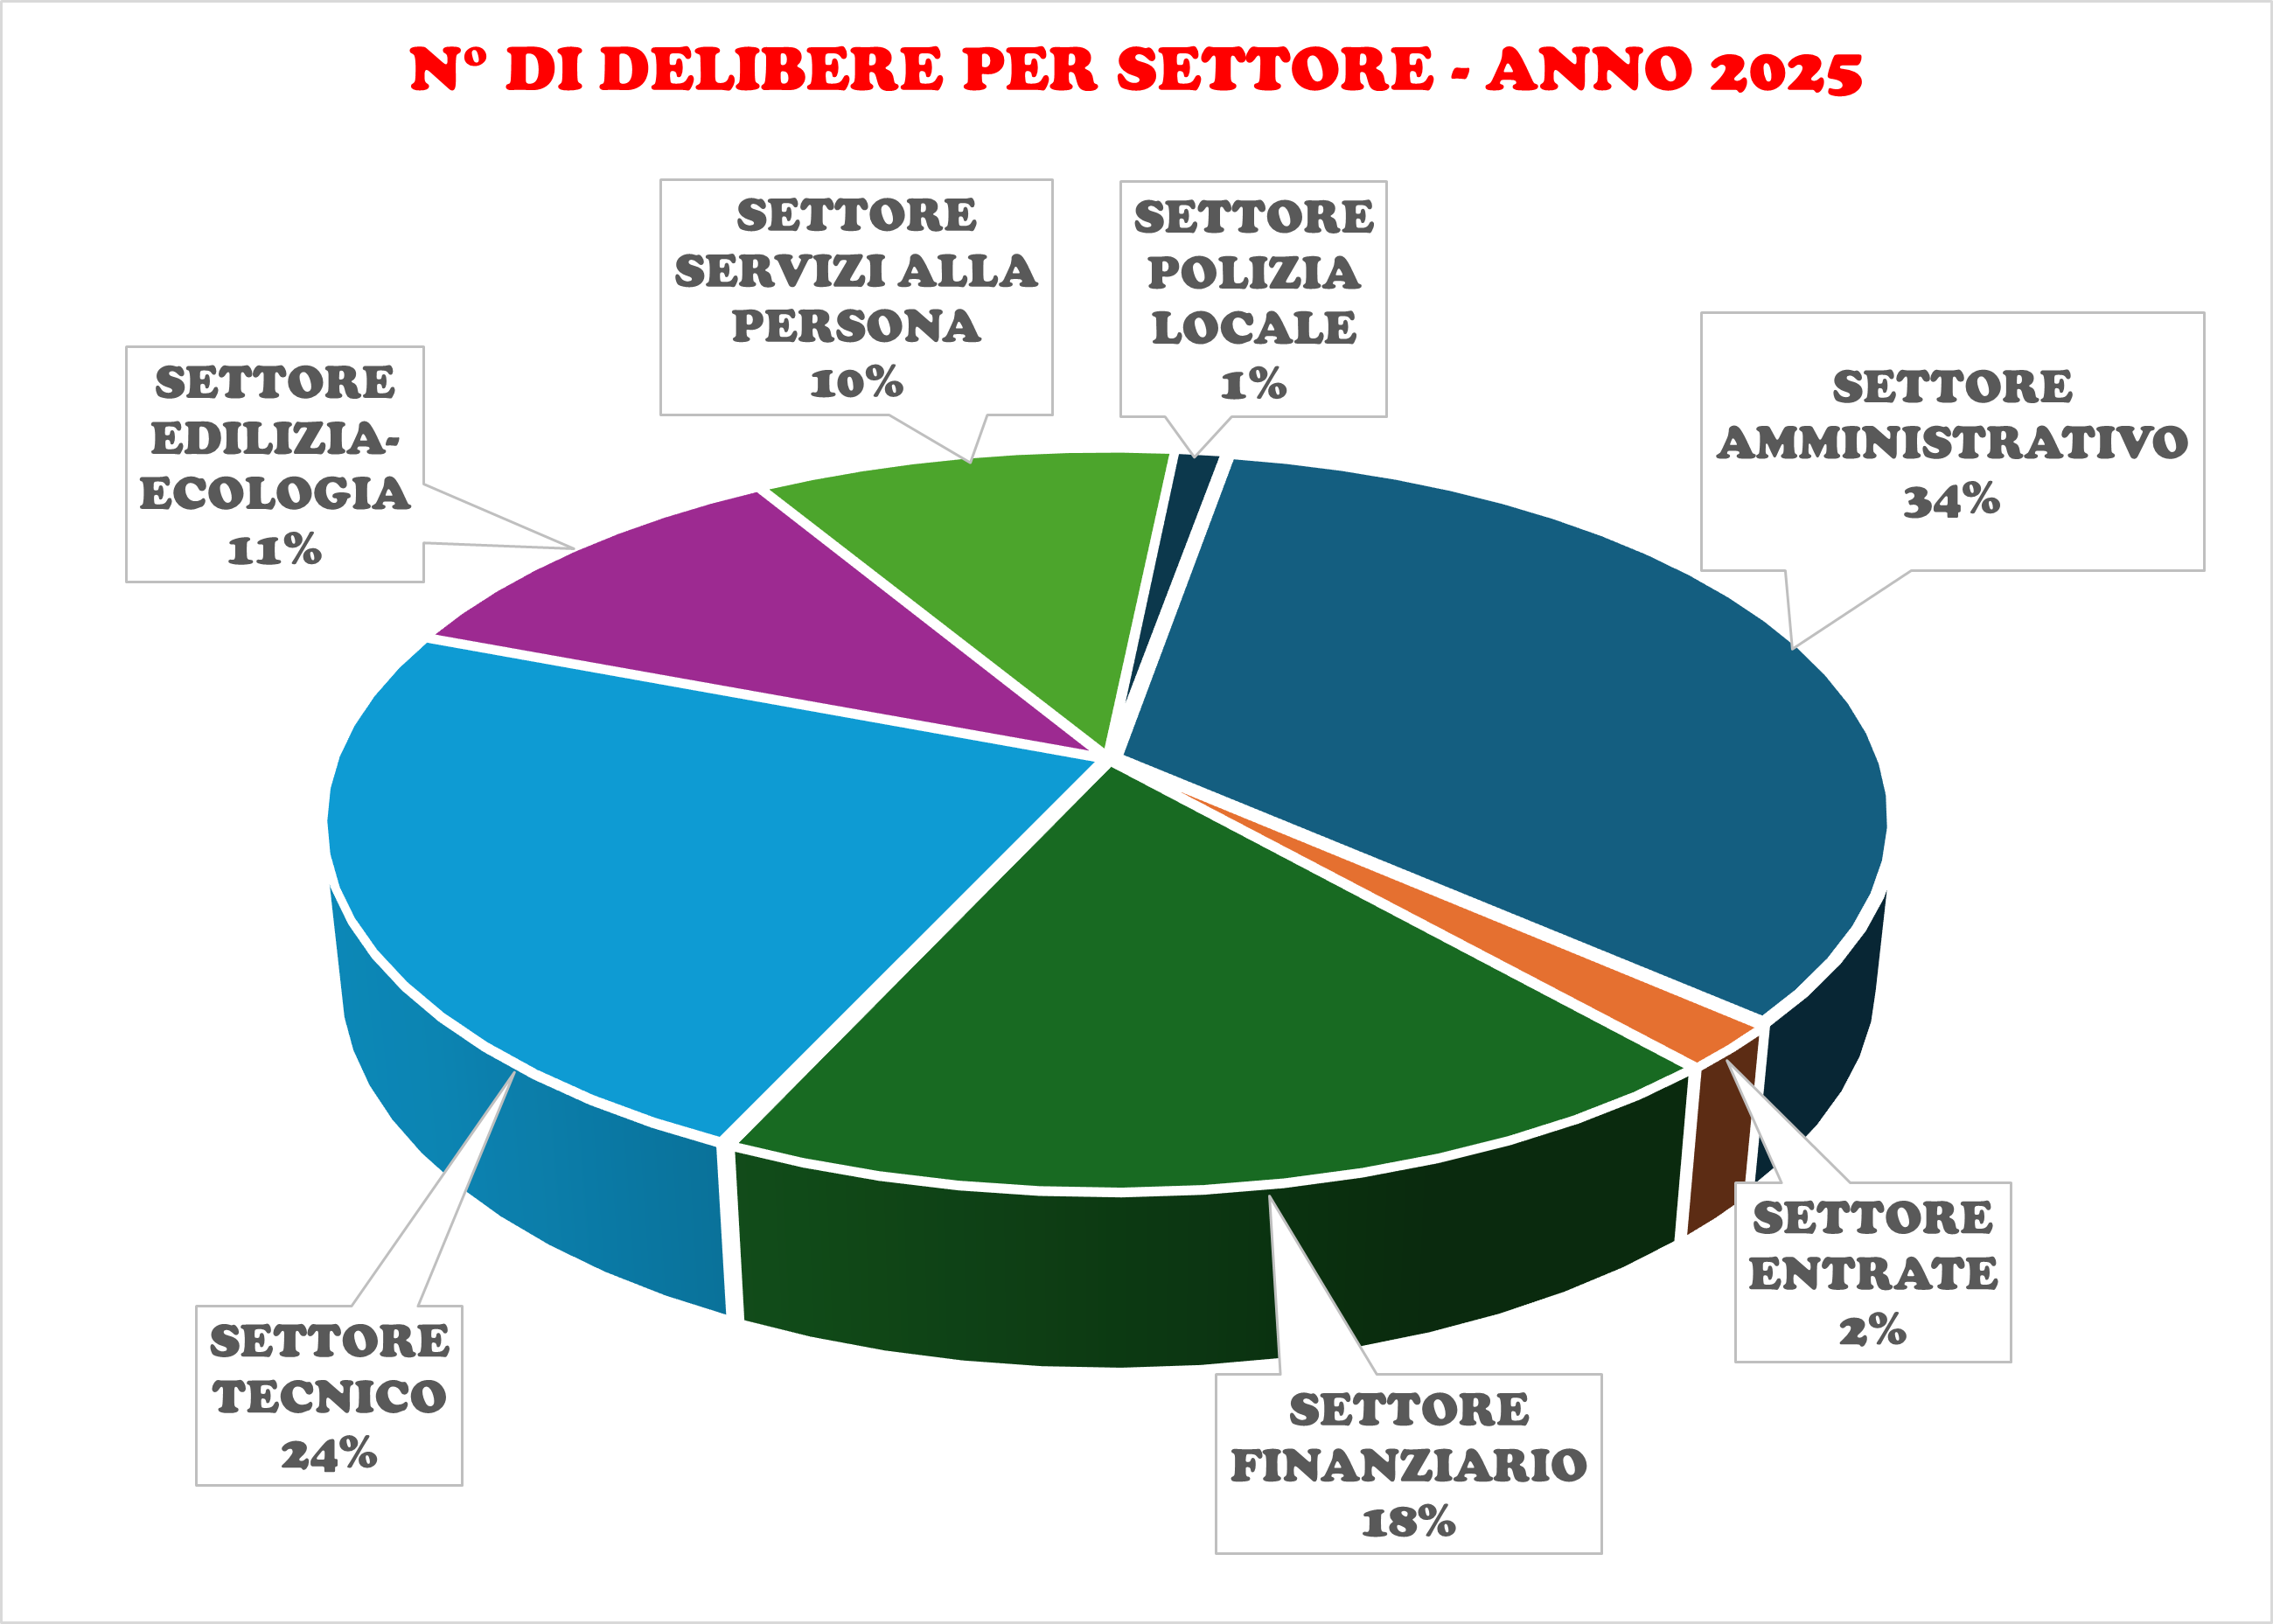 N° DI DELIBERE PER SETTORE - ANNO 2025
SETTORE
SERVIZI ALLA
PERSONA
10%
SETTORE
POLIZIA
LOCALE
1%
SETTORE
AMMINISTRATIVO
34%
SETTORE
EDILIZIA-
ECOLOGIA
11%
SETTORE
ENTRATE
2%
SETTORE
TECNICO
24%
SETTORE
FINANZIARIO
18%